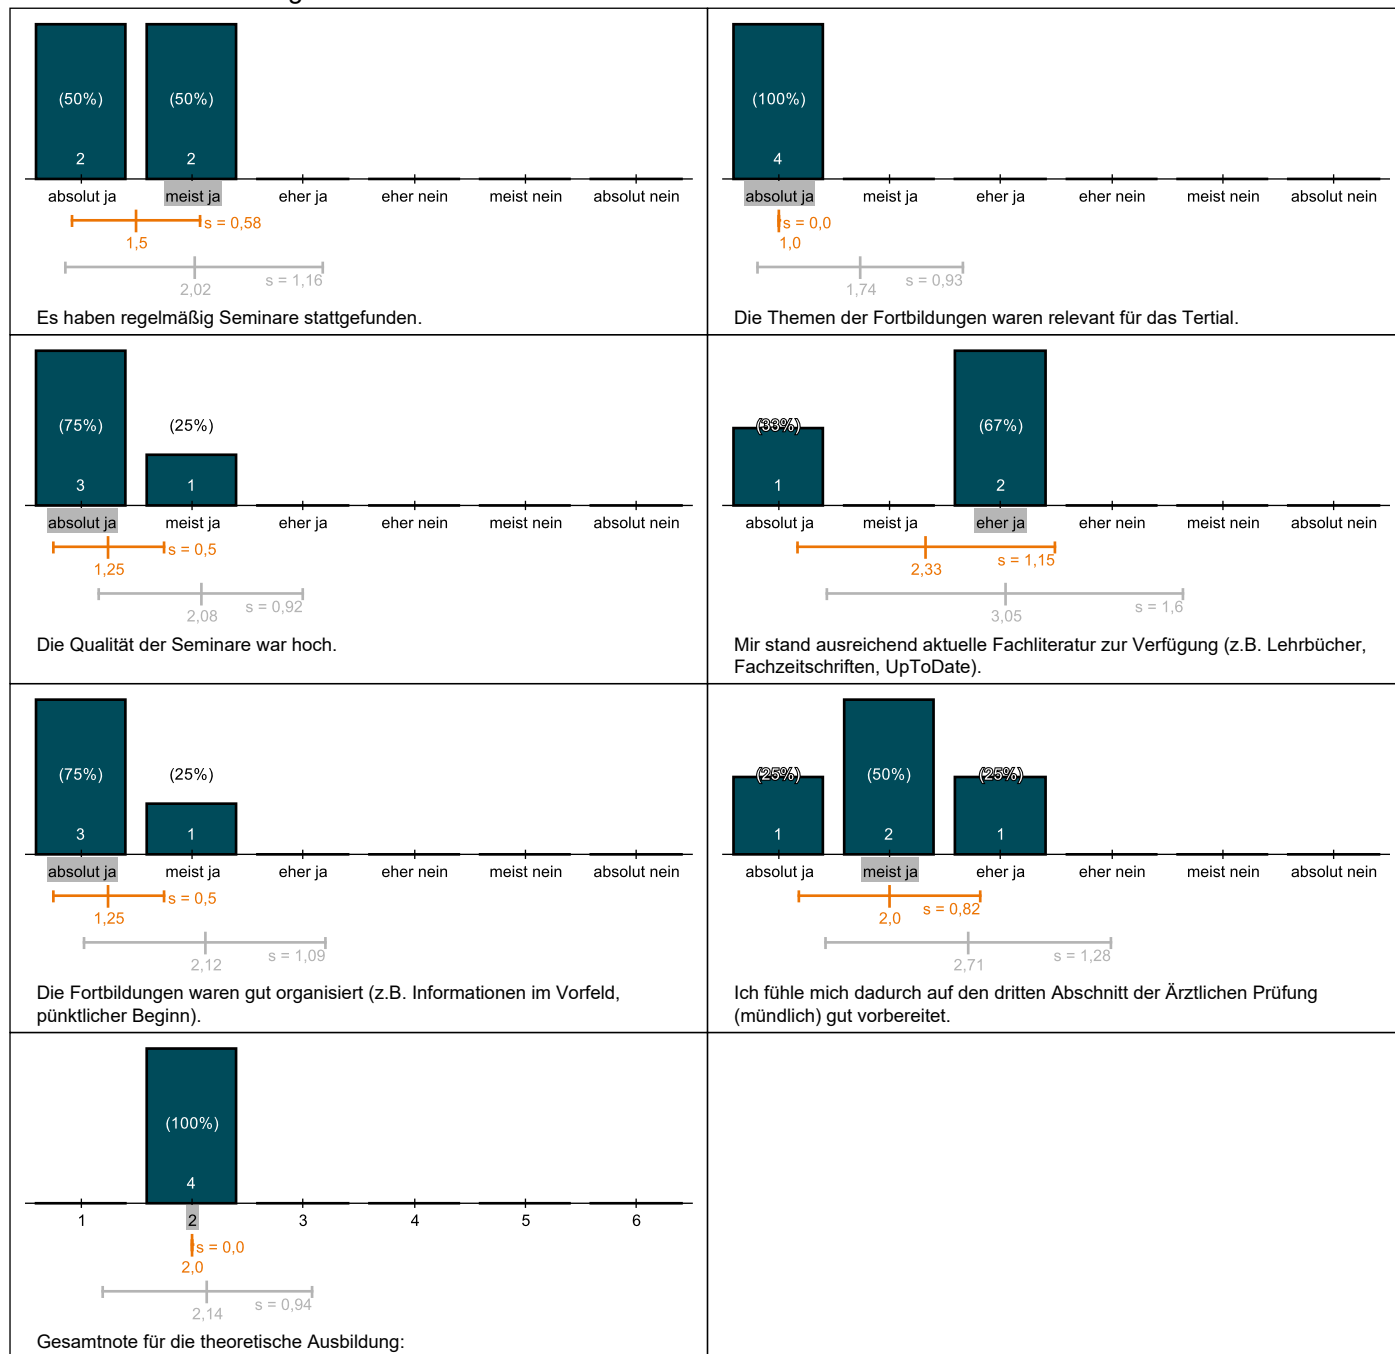 (50%)
(50%)
2
2
absolut ja
meist ja
eher ja
eher nein
meist nein
absolut nein
s = 0,58
1,5
s = 1,16
2,02
Es haben regelmäßig Seminare stattgefunden.
(100%)
4
absolut ja
meist ja
eher ja
eher nein
meist nein
absolut nein
s = 0,0
1,0
s = 0,93
1,74
Die Themen der Fortbildungen waren relevant für das Tertial.
(75%)
(25%)
3
1
absolut ja
meist ja
eher ja
eher nein
meist nein
absolut nein
s = 0,5
1,25
s = 0,92
2,08
Die Qualität der Seminare war hoch.
(33%)
(67%)
1
2
absolut ja
meist ja
eher ja
eher nein
meist nein
absolut nein
s = 1,15
2,33
s = 1,6
3,05
Mir stand ausreichend aktuelle Fachliteratur zur Verfügung (z.B. Lehrbücher,
Fachzeitschriften, UpToDate).
(75%)
(25%)
3
1
absolut ja
meist ja
eher ja
eher nein
meist nein
absolut nein
s = 0,5
1,25
s = 1,09
2,12
Die Fortbildungen waren gut organisiert (z.B. Informationen im Vorfeld,
pünktlicher Beginn).
(25%)
(50%)
(25%)
1
2
1
absolut ja
meist ja
eher ja
eher nein
meist nein
absolut nein
s = 0,82
2,0
s = 1,28
2,71
Ich fühle mich dadurch auf den dritten Abschnitt der Ärztlichen Prüfung
(mündlich) gut vorbereitet.
(100%)
4
1
2
3
4
5
6
s = 0,0
2,0
s = 0,94
2,14
Gesamtnote für die theoretische Ausbildung: